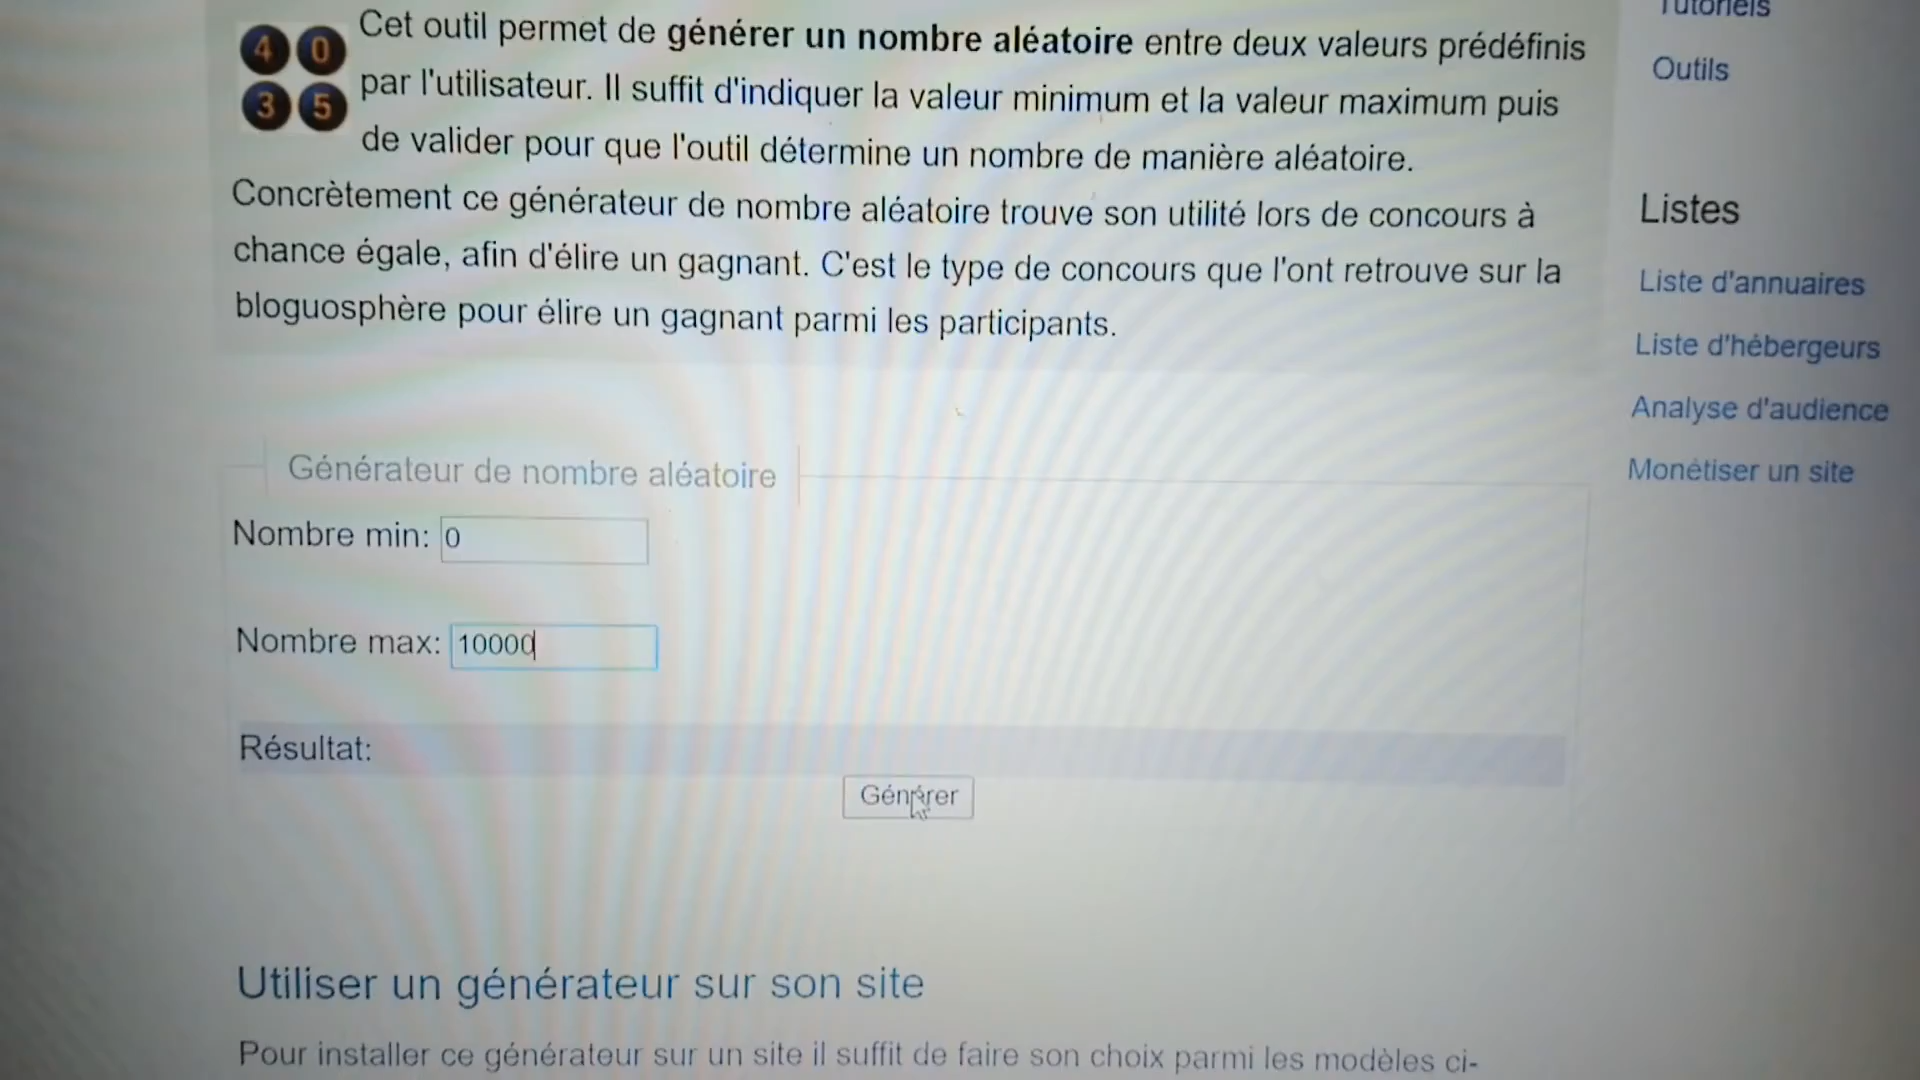 4 0
3 5
Cet outil permet de générer un nombre aléatoire entre deux valeurs prédéfinis
par l'utilisateur. Il suffit d'indiquer la valeur minimum et la valeur maximum puis
de valider pour que l'outil détermine un nombre de manière aléatoire.
Concrètement ce générateur de nombre aléatoire trouve son utilité lors de concours à
chance égale, afin d'élire un gagnant. C'est le type de concours que l'ont retrouve sur la
bloguosphère pour élire un gagnant parmi les participants.
Générateur de nombre aléatoire
Nombre min: 0
Nombre max: 10000
Résultat:
Générer
Utiliser un générateur sur son site
Pour installer ce générateur sur un site il suffit de faire son choix parmi les modèles ci-
Tutoriels
Outils
Listes
Liste d'annuaires
Liste d'hébergeurs
Analyse d'audience
Monétiser un site